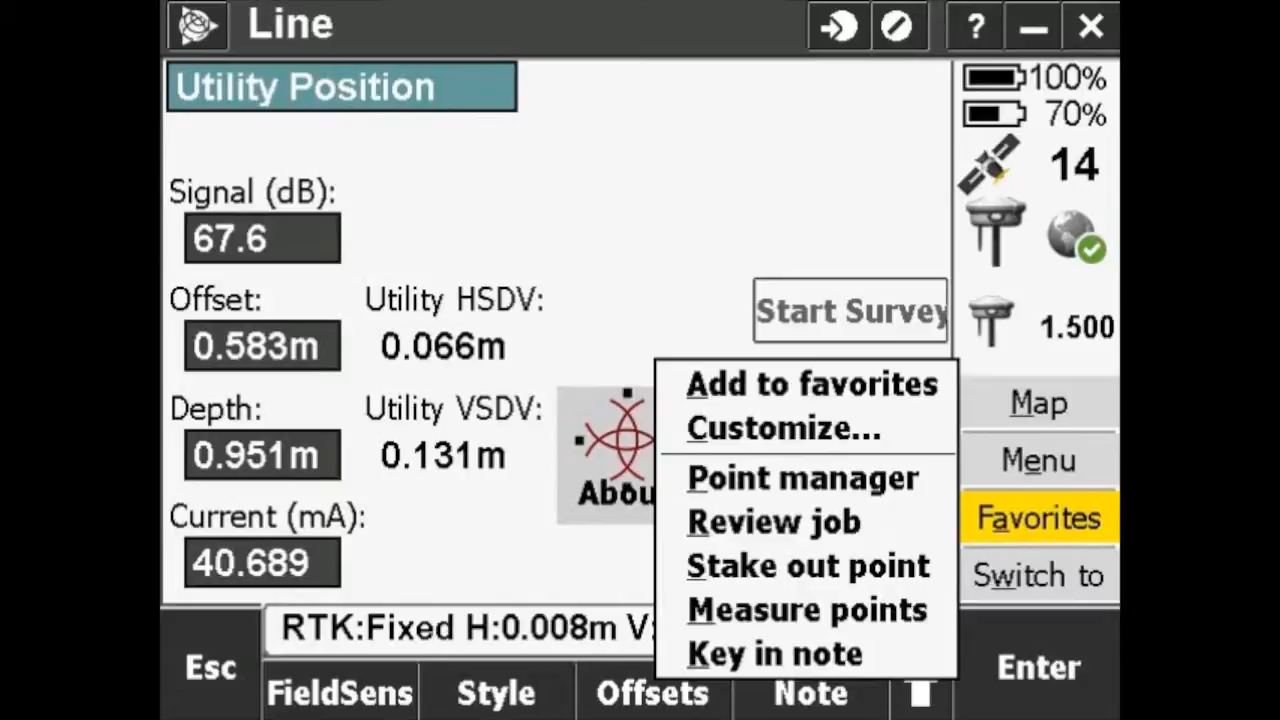 Line
?
Utility Position
100%
70%
14
Signal (dB):
67.6
Offset:
Utility HSDV:
Start Survey
0.583m
0.066m
1.500
Add to favorites
Map
Depth:
Utility VSDV:
Customize...
0.951m
0.131m
Menu
Point manager
Current (mA):
Review job
Favorites
40.689
Stake out point
Switch to
RTK:Fixed H:0.008m V:
Measure points
Esc
Key in note
Enter
FieldSens
Style
Offsets
Note